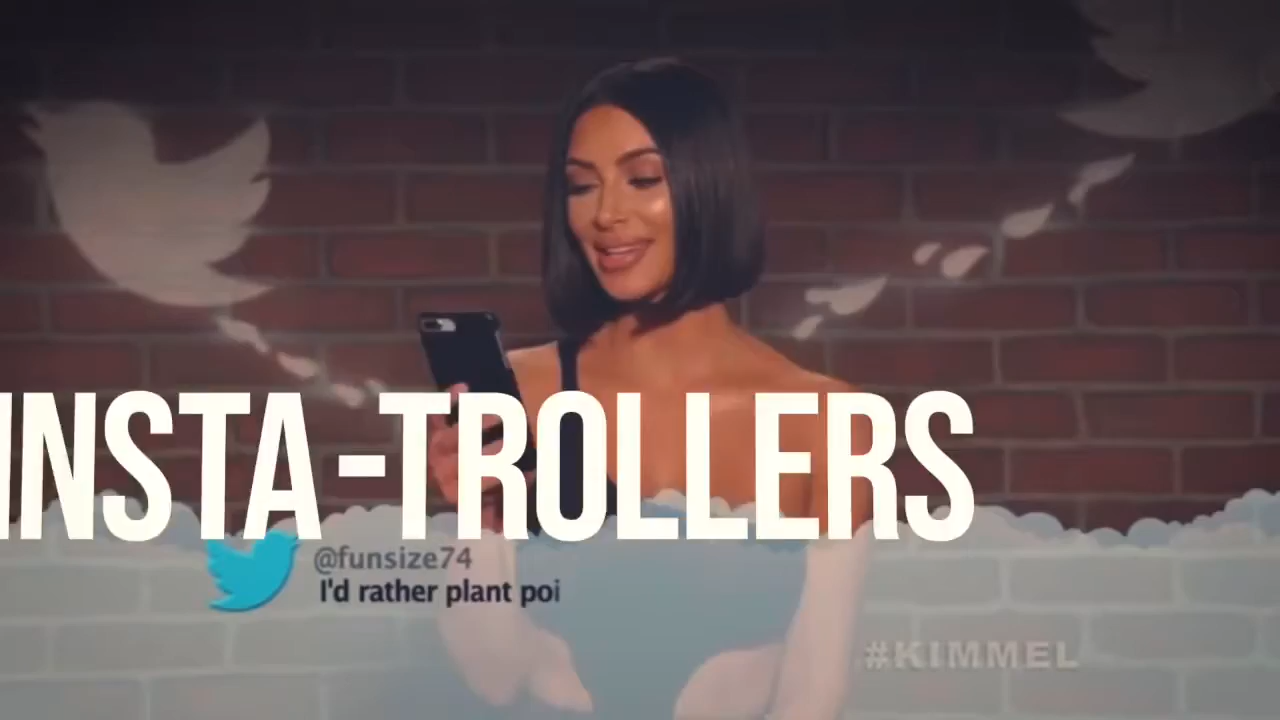 INSTA-TROLLERS
@funsize74
I'd rather plant poi
#KIMMEL